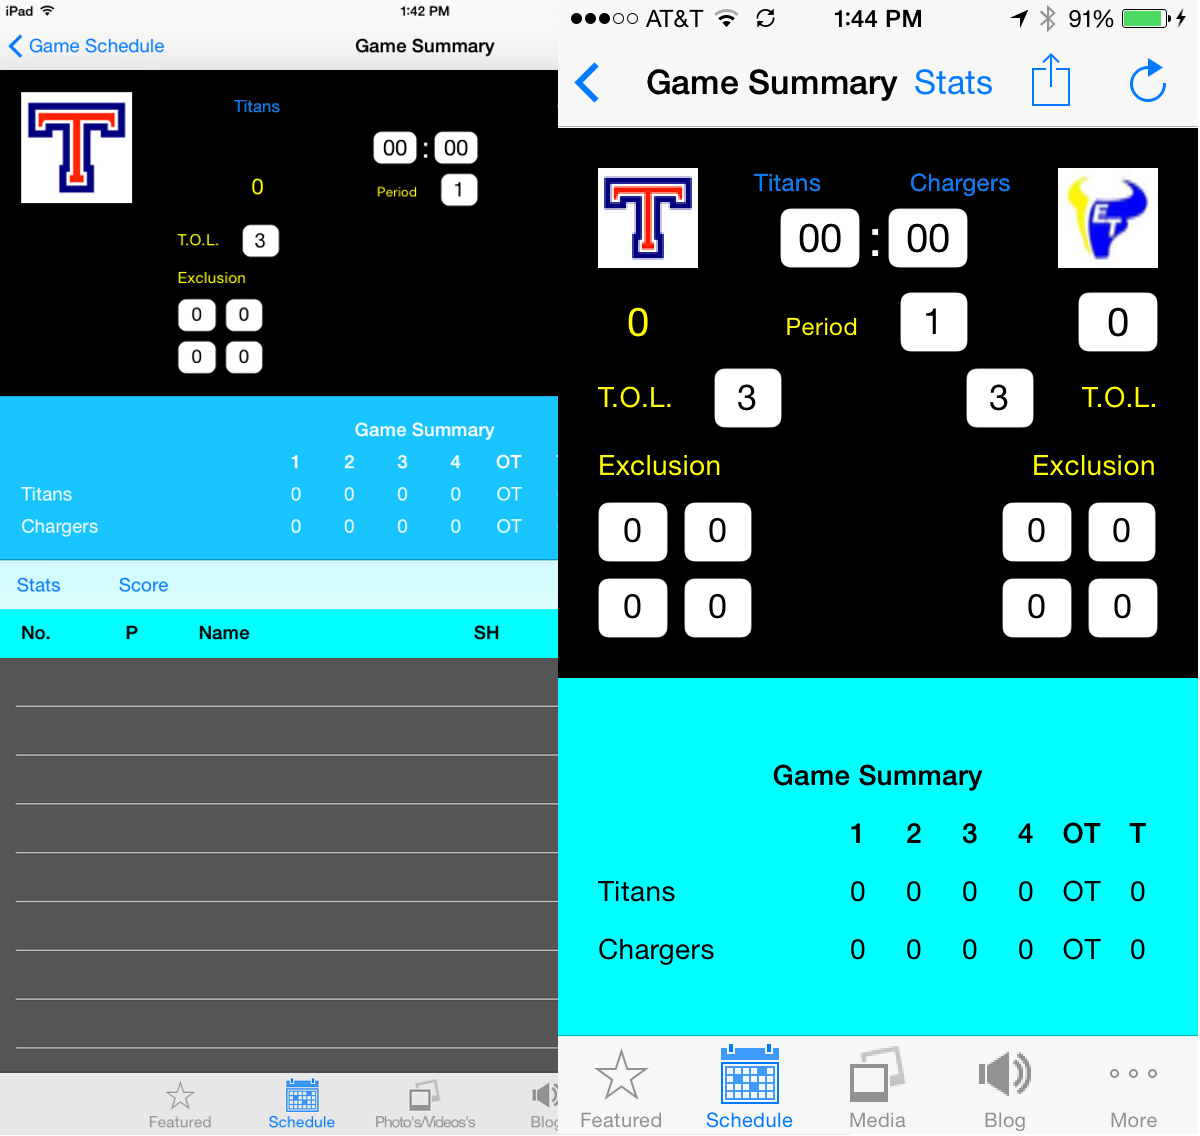 iPad 1:42 PM
Game Schedule Game Summary
T
Titans
00 : 00
0
Period 1
T.O.L. 3
Exclusion
0 0
0 0
Game Summary
1 2 3 4 OT
Titans 0 0 0 0 OT
Chargers 0 0 0 0 OT
Stats Score
No. P Name SH
Featured Schedule Photo's/Videos's Blog
AT&T 1:44 PM 91%
Game Summary Stats
T
Titans Chargers
ET
00 : 00
0 Period 1 0
T.O.L. 3 3 T.O.L.
Exclusion Exclusion
0 0 0 0
0 0 0 0
Game Summary
1 2 3 4 OT T
Titans 0 0 0 0 OT 0
Chargers 0 0 0 0 OT 0
Featured Schedule Media Blog More